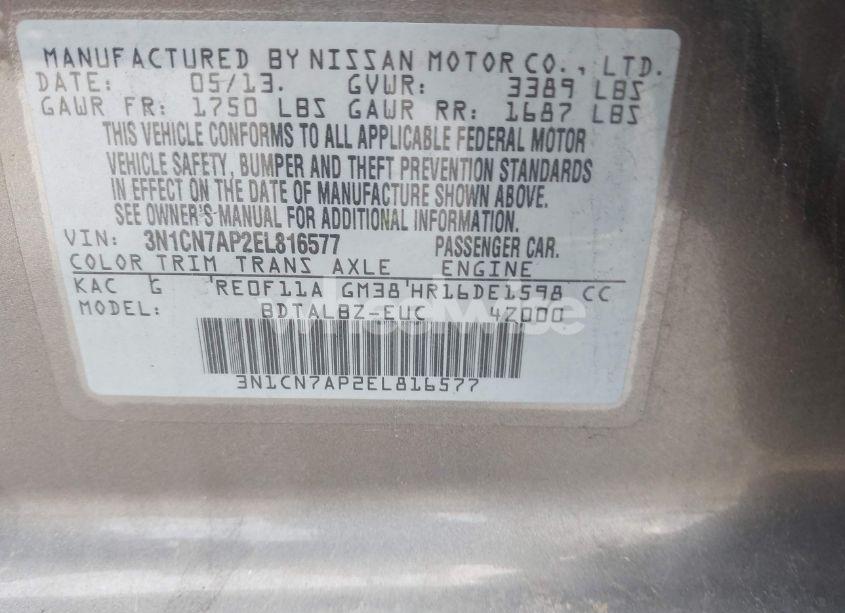 MANUFACTURED BY NISSAN MOTOR CO., LTD.
DATE: 05/13. GVWR: 3389 LBS
GAWR FR: 1750 LBS GAWR RR: 1687 LBS
THIS VEHICLE CONFORMS TO ALL APPLICABLE FEDERAL MOTOR
VEHICLE SAFETY, BUMPER AND THEFT PREVENTION STANDARDS
IN EFFECT ON THE DATE OF MANUFACTURE SHOWN ABOVE.
SEE OWNER'S MANUAL FOR ADDITIONAL INFORMATION.
VIN: 3N1CN7AP2EL816577 PASSENGER CAR.
COLOR TRIM TRANS AXLE ENGINE
KAC G RE0F11A GM38 HR16DE1598 CC
MODEL: BDTALBZ-EUC 4Z000
wheelwise
3N1CN7AP2EL816577